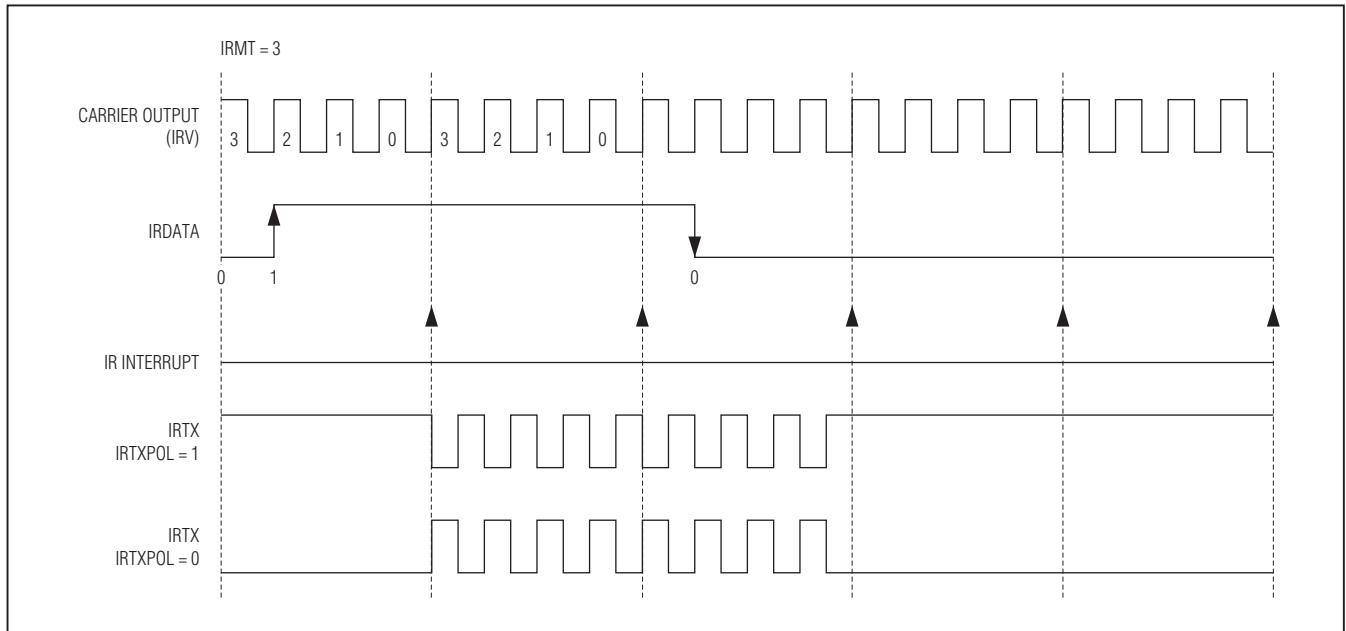 IRMT = 3
CARRIER OUTPUT
(IRV)
3 2 1 0 3 2 1 0
IRDATA
0 1 0
IR INTERRUPT
IRTX
IRTXPOL = 1
IRTX
IRTXPOL = 0